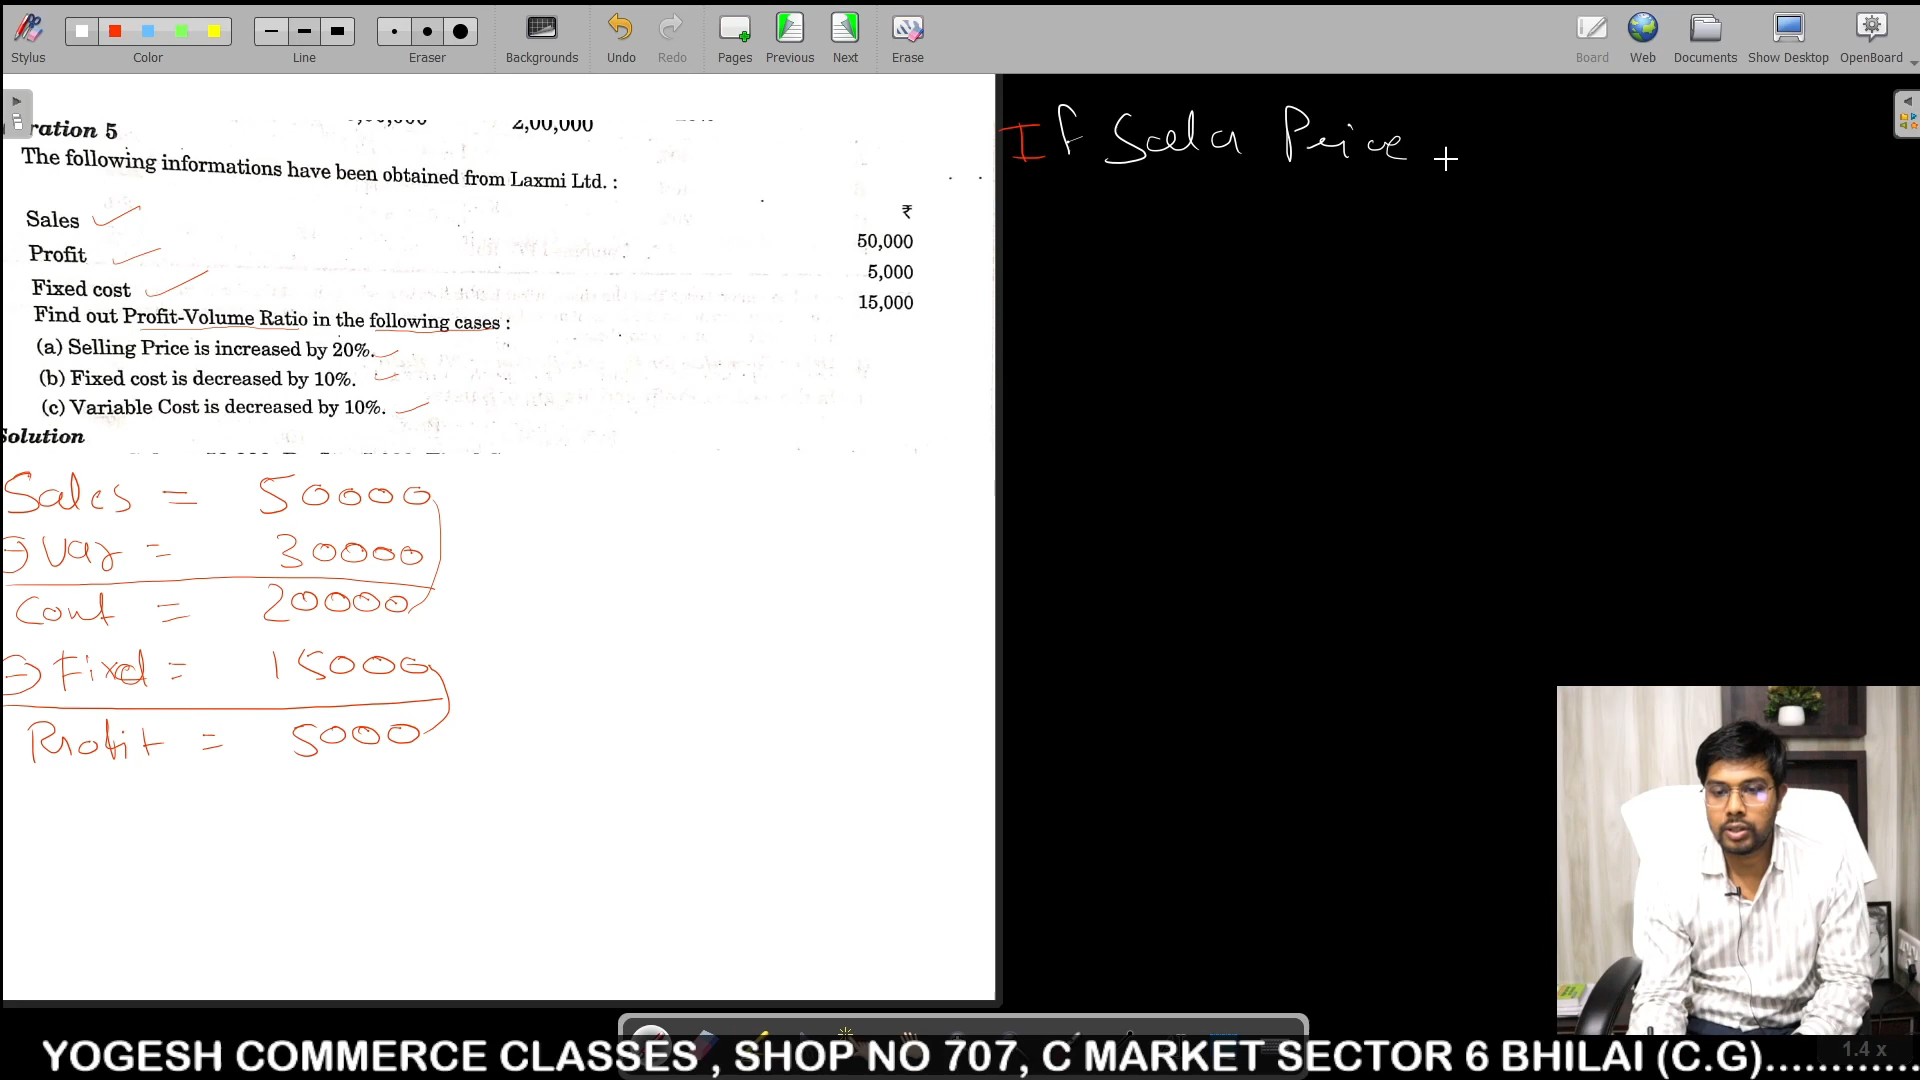 Stylus Color Line Eraser Backgrounds Undo Redo Pages Previous Next Erase Board Web Documents Show Desktop OpenBoard
ration 5
2,00,000
The following informations have been obtained from Laxmi Ltd. :
₹
Sales 50,000
Profit 5,000
Fixed cost 15,000
Find out Profit-Volume Ratio in the following cases :
(a) Selling Price is increased by 20%.
(b) Fixed cost is decreased by 10%.
(c) Variable Cost is decreased by 10%.
Solution
Sales = 50000
Var = 30000
Cont = 20000
Fixed = 15000
Profit = 5000
If Sales Price
YOGESH COMMERCE CLASSES , SHOP NO 707, C MARKET SECTOR 6 BHILAI (C.G)............
1.4 x